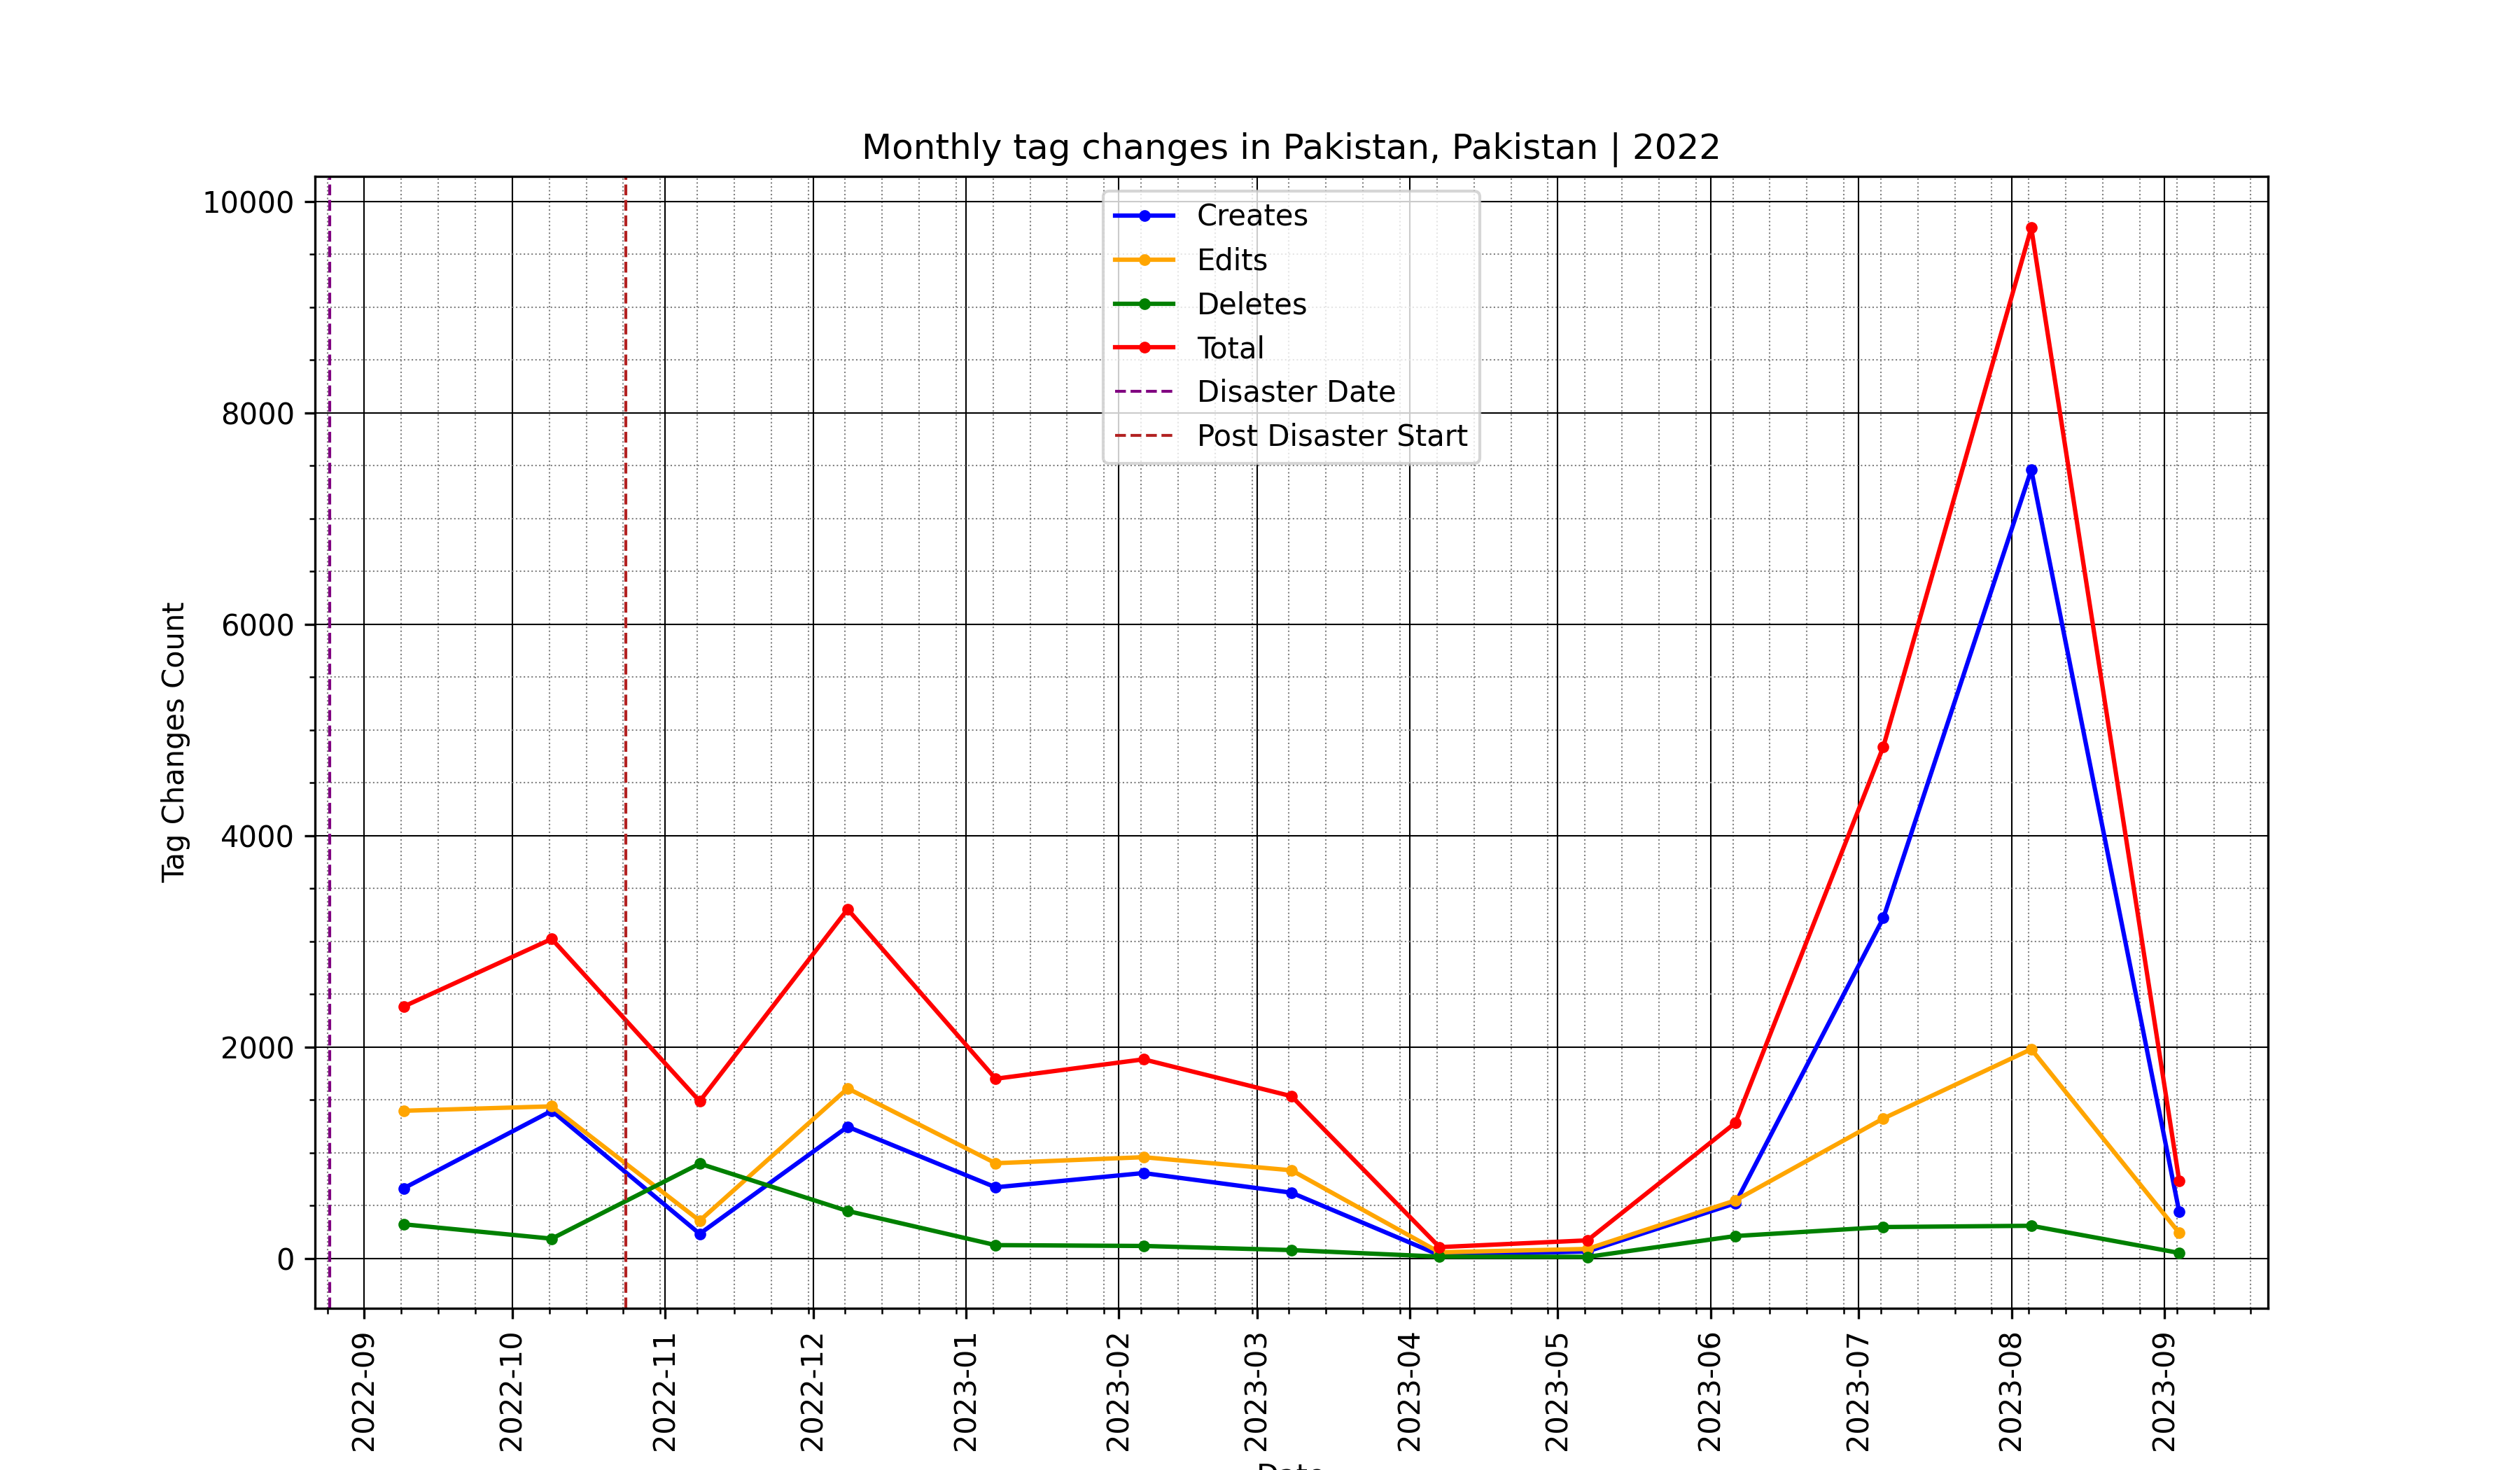 Monthly tag changes in Pakistan, Pakistan | 2022
Creates
Edits
Deletes
Total
Disaster Date
Post Disaster Start
Tag Changes Count
10000
8000
6000
4000
2000
0
2022-09
2022-10
2022-11
2022-12
2023-01
2023-02
2023-03
2023-04
2023-05
2023-06
2023-07
2023-08
2023-09
Date